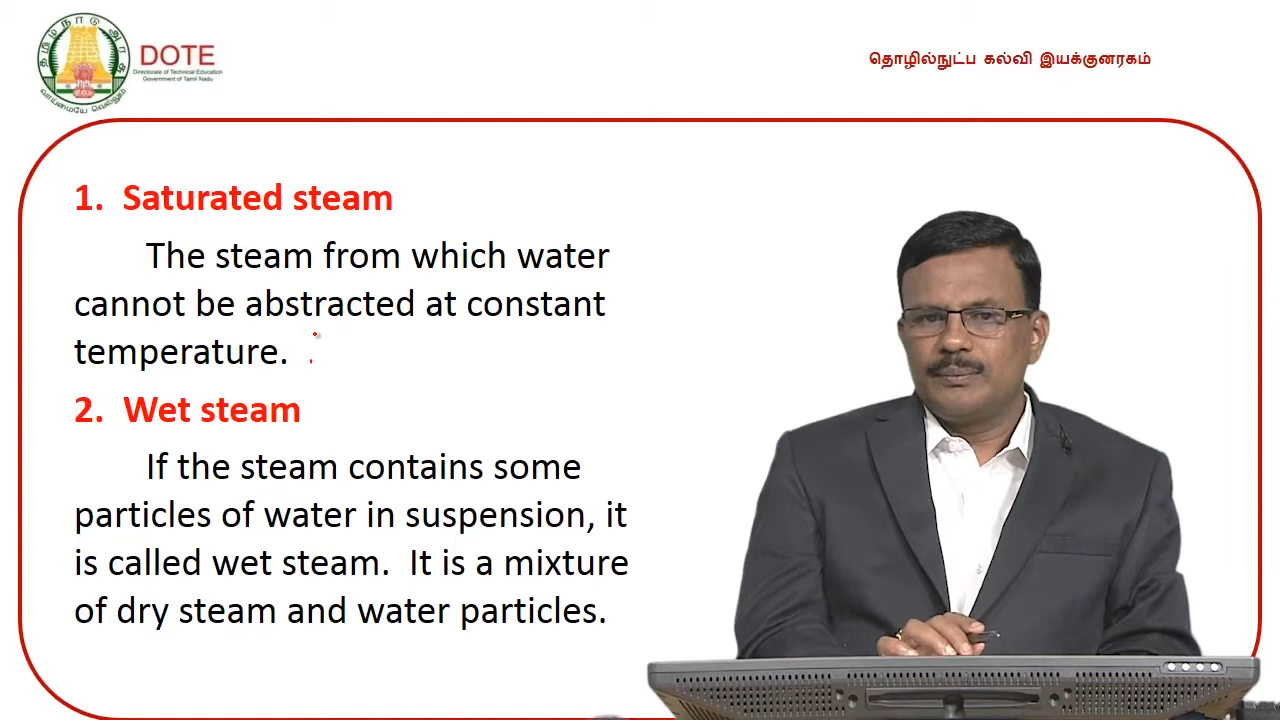 தமிழ்நாடு அரசு
வாய்மையே வெல்லும்
DOTE
Directorate of Technical Education
Government of Tamil Nadu
தொழில்நுட்ப கல்வி இயக்குனரகம்
1. Saturated steam
The steam from which water
cannot be abstracted at constant
temperature.
2. Wet steam
If the steam contains some
particles of water in suspension, it
is called wet steam. It is a mixture
of dry steam and water particles.